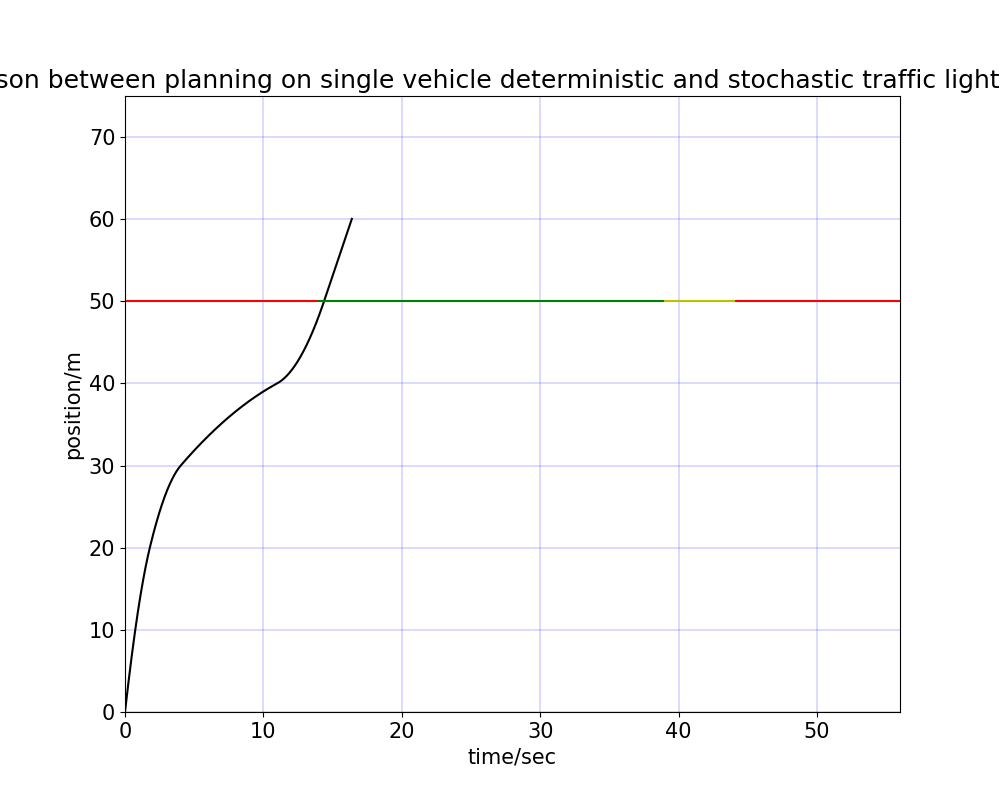 son between planning on single vehicle deterministic and stochastic traffic light
70
60
50
40
30
20
10
0
position/m
0 10 20 30 40 50
time/sec